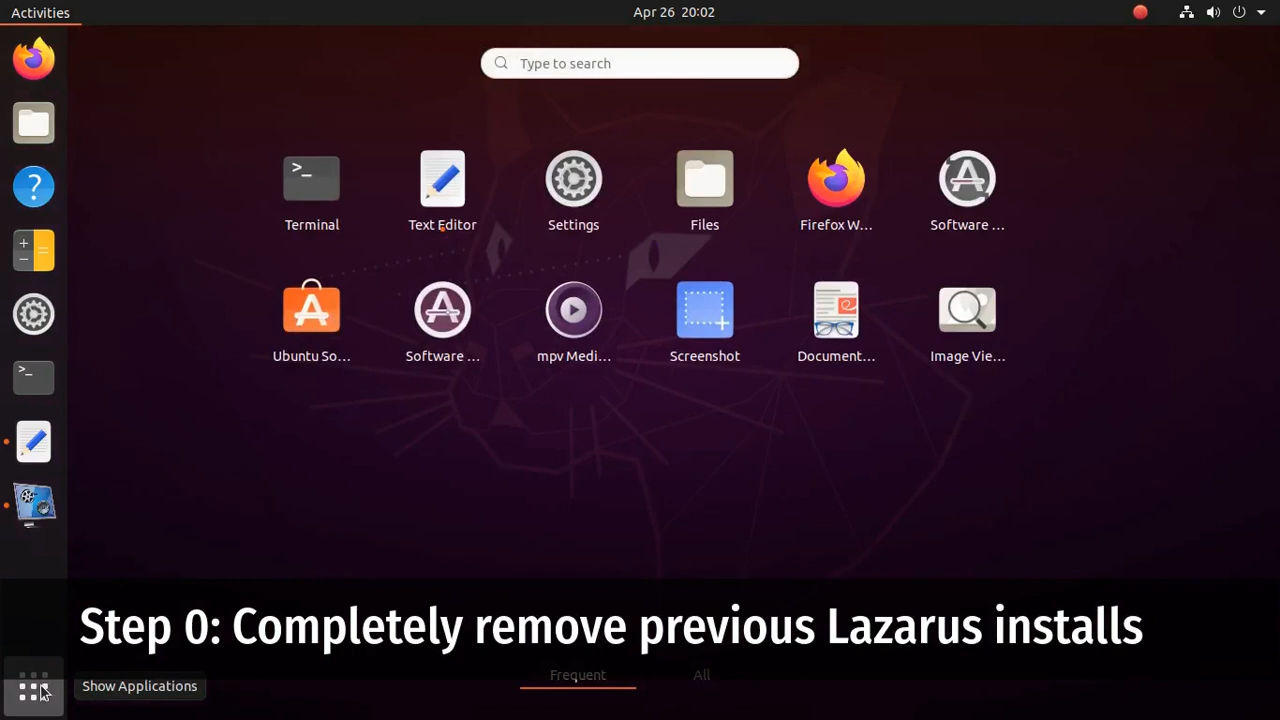 Activities
Apr 26 20:02
Type to search
Terminal
Text Editor
Settings
Files
Firefox W...
Software ...
Ubuntu So...
Software ...
mpv Medi...
Screenshot
Document...
Image Vie...
Step 0: Completely remove previous Lazarus installs
Frequent
All
Show Applications